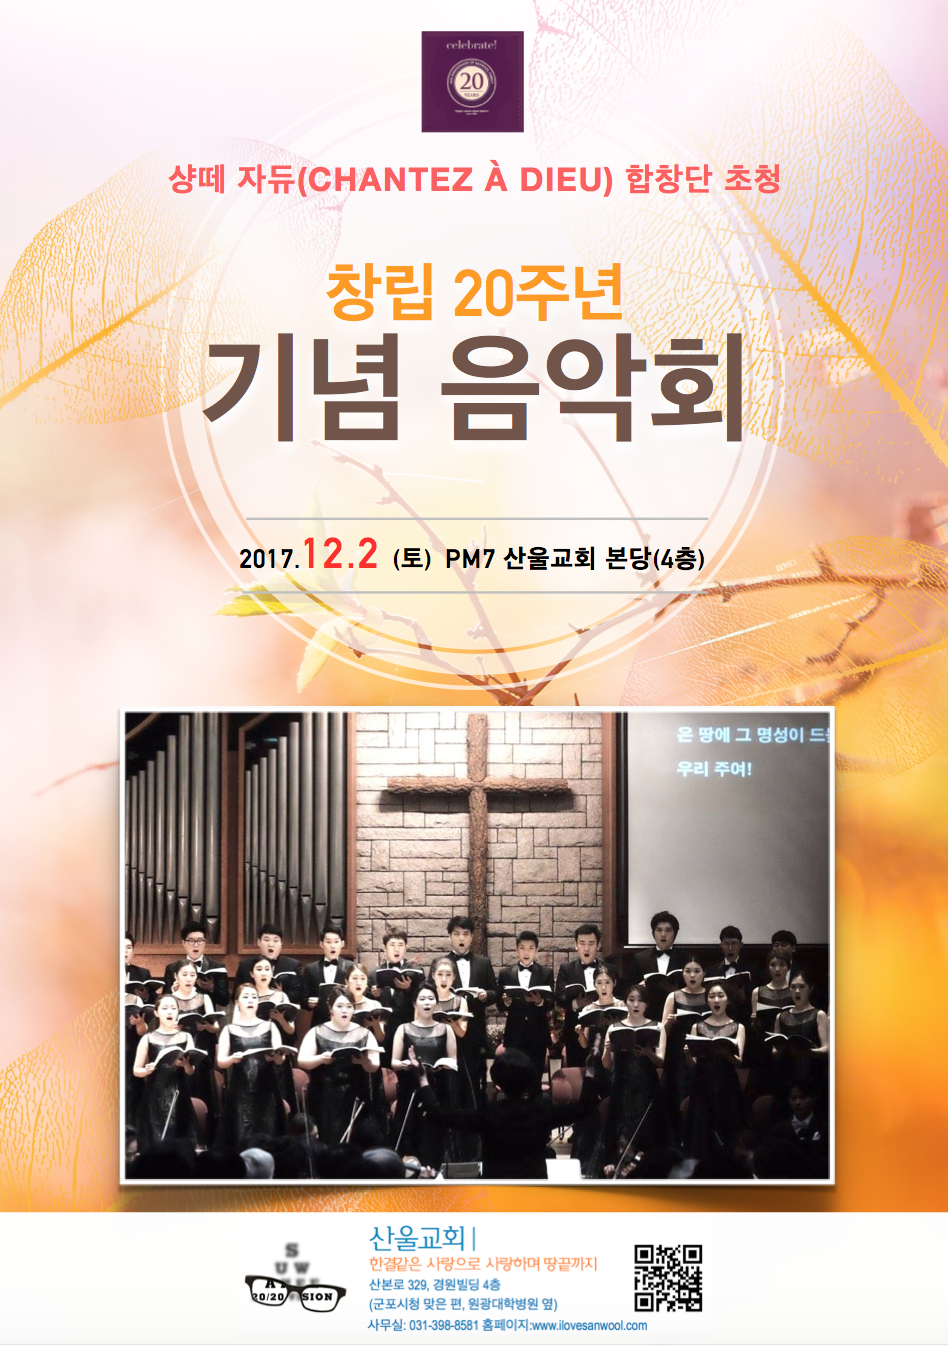 celebrate!
20
YEARS
샹떼 자듀(CHANTEZ À DIEU) 합창단 초청
창립 20주년
기념 음악회
2017.12.2 (토) PM7 산울교회 본당(4층)
온 땅에 그 명성이 드
우리 주여!
산울교회|
한결같은 사랑으로 사랑하며 땅끝까지
산본로 329, 경원빌딩 4층
(군포시청 맞은 편, 원광대학병원 옆)
사무실: 031-398-8581 홈페이지:www.ilovesanwool.com
S
U W
20/20 SION